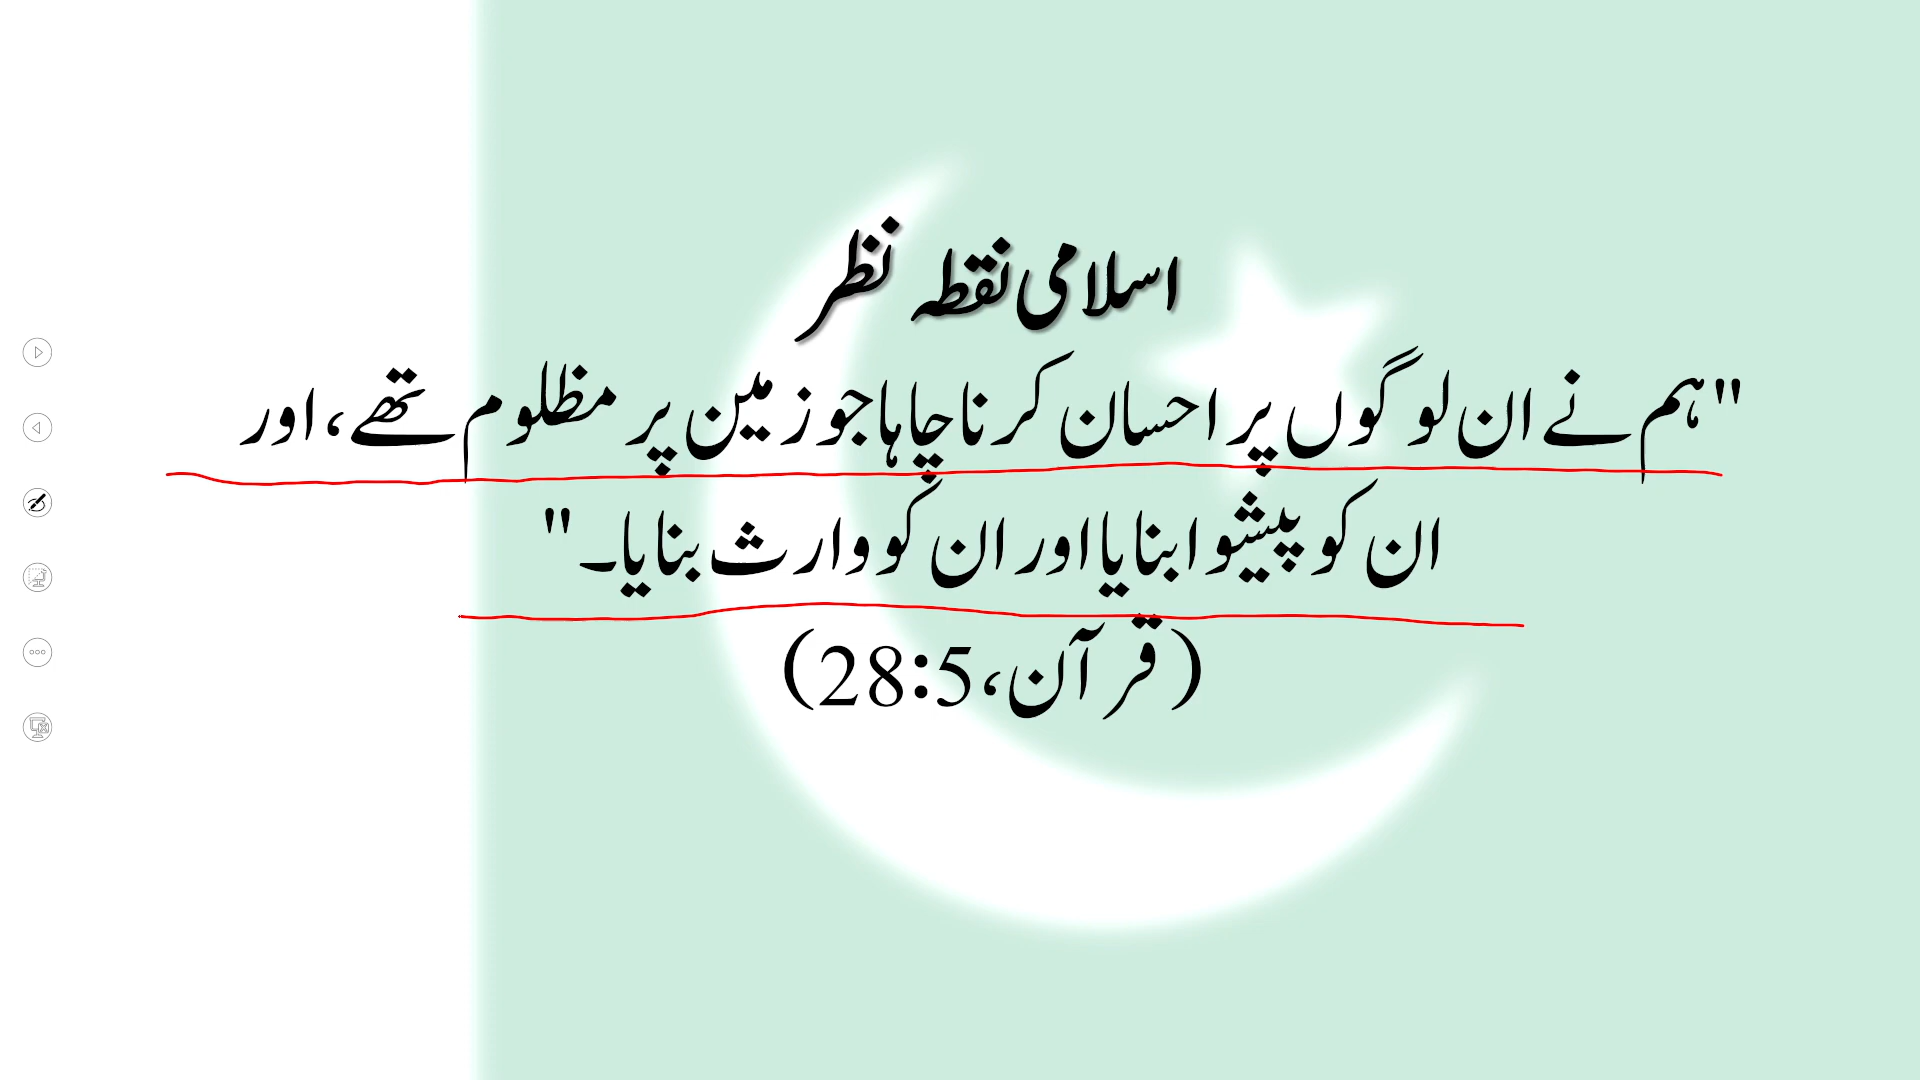 اسلامی نقطہ نظر
"ہم نے ان لوگوں پر احسان کرنا چاہا جو زمین پر مظلوم تھے، اور
ان کو پیشوا بنایا اور ان کو وارث بنایا۔"
(قرآن، 28:5)